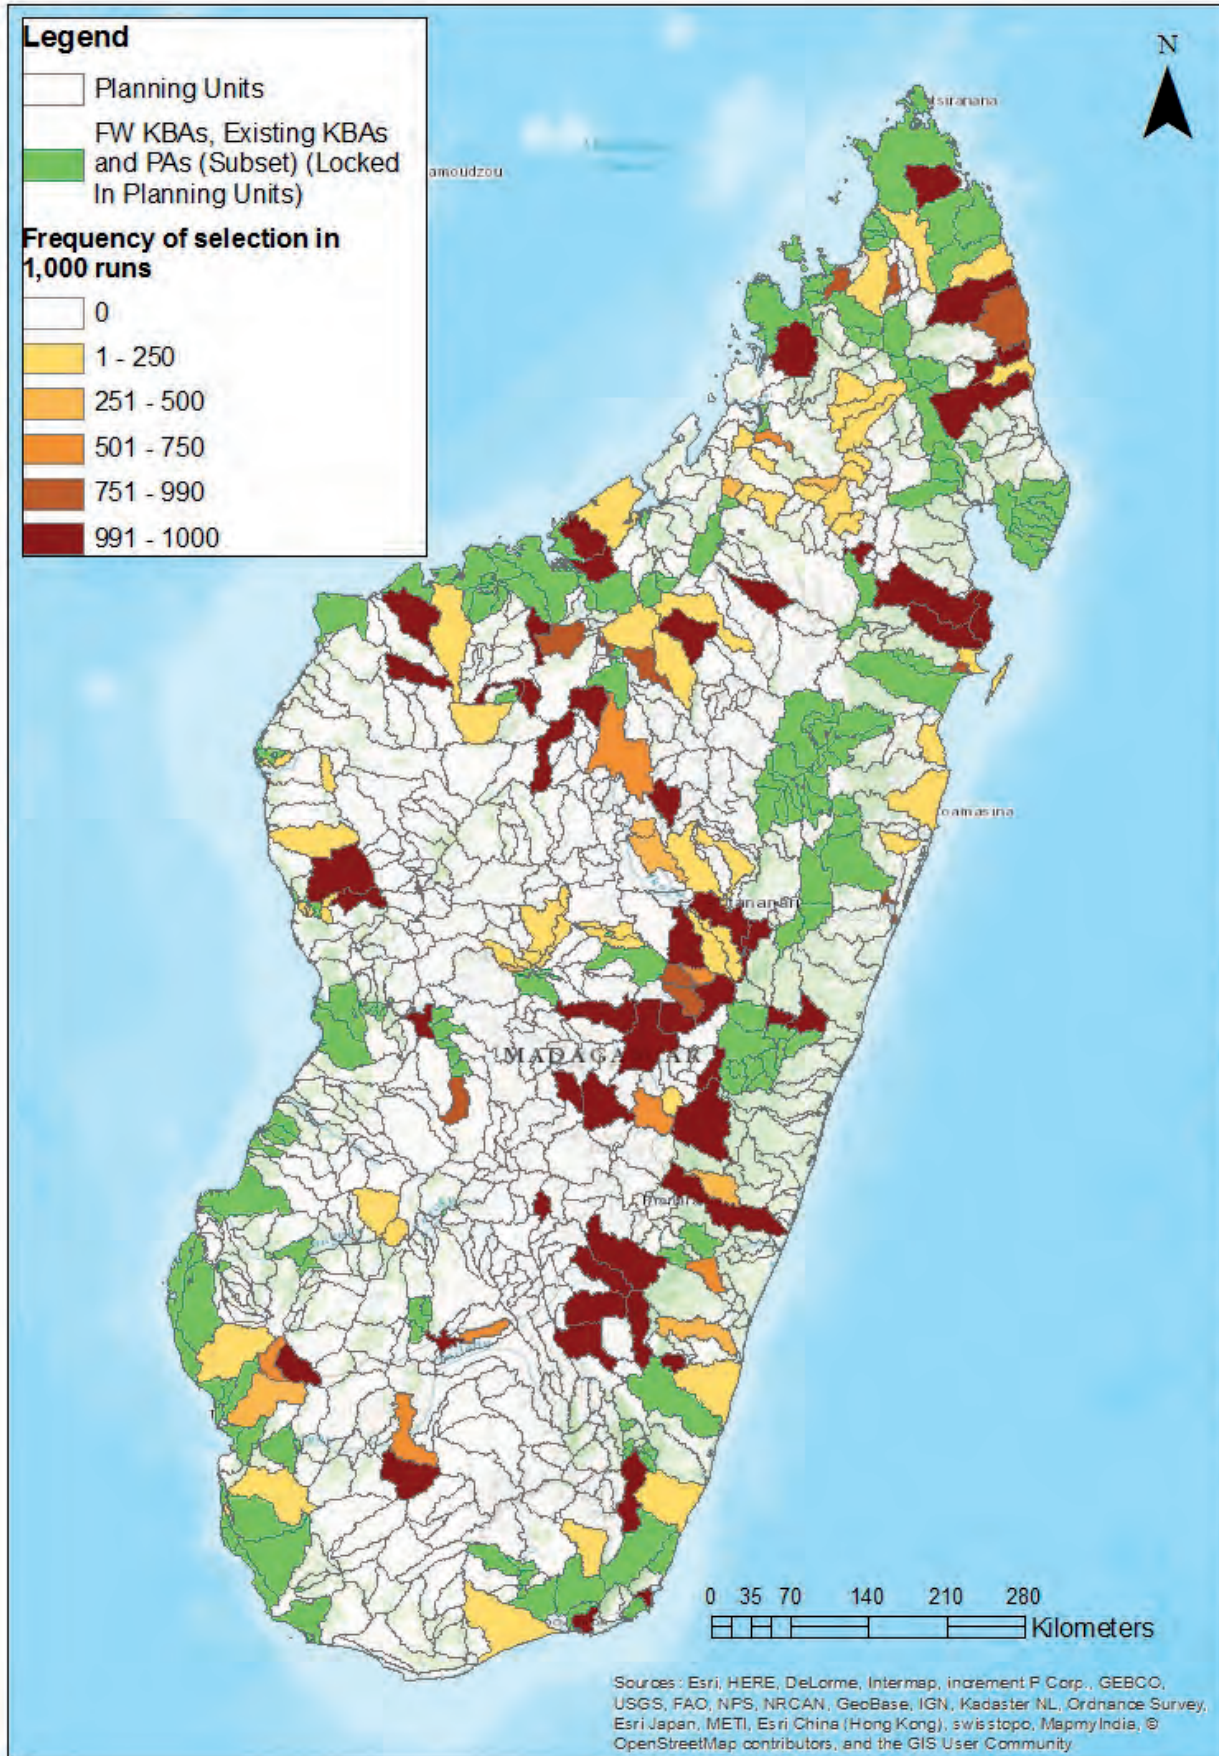 Legend
Planning Units
FW KBAs, Existing KBAs
and PAs (Subset) (Locked
In Planning Units)
Frequency of selection in
1,000 runs
0
1 - 250
251 - 500
501 - 750
751 - 990
991 - 1000
N
tsiranana
amoudzou
oamasina
tananari
MADAGASCAR
0 35 70 140 210 280
Kilometers
Sources: Esri, HERE, DeLorme, Intermap, increment P Corp., GEBCO,
USGS, FAO, NPS, NRCAN, GeoBase, IGN, Kadaster NL, Ordnance Survey,
Esri Japan, METI, Esri China (Hong Kong), swisstopo, MapmyIndia, ©
OpenStreetMap contributors, and the GIS User Community